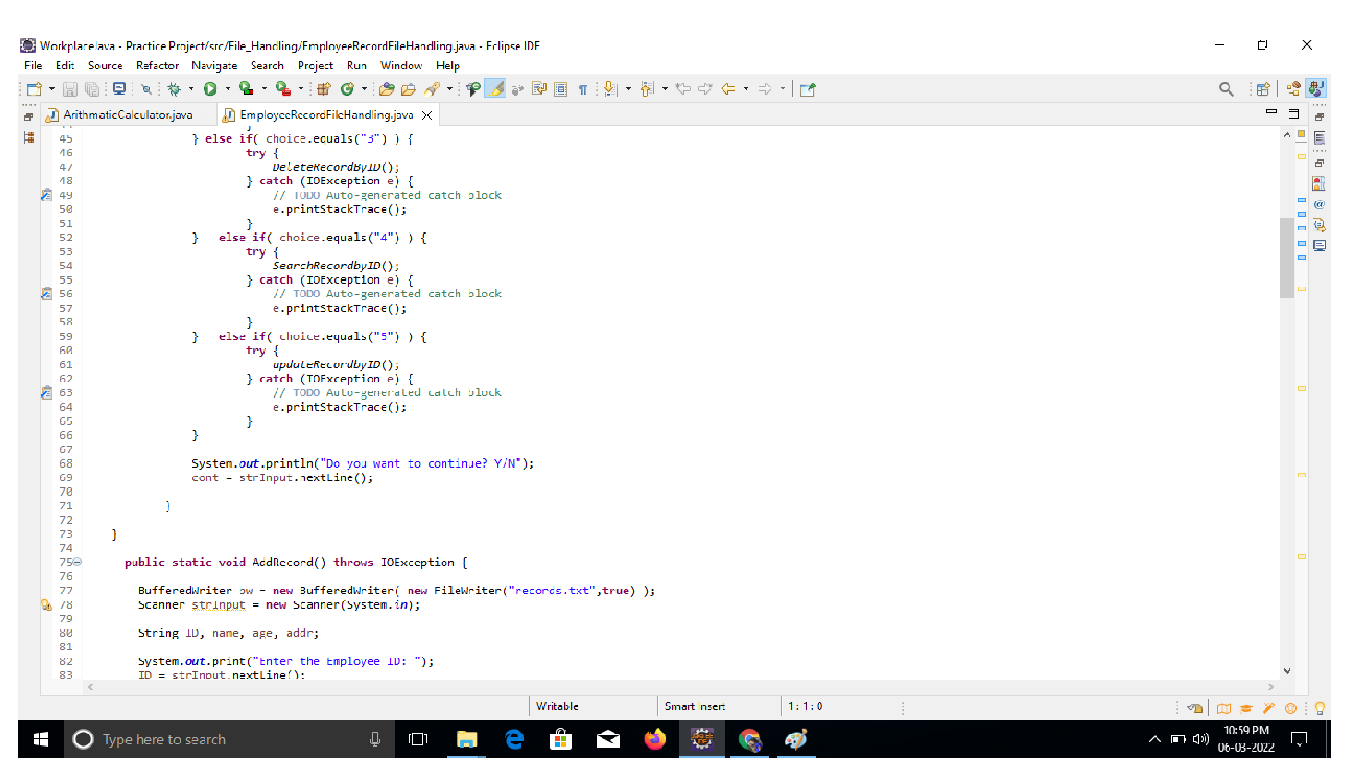 WorkplaceJava - Practice Project/src/File_Handling/EmployeeRecordFileHandling.java - Eclipse IDE
File Edit Source Refactor Navigate Search Project Run Window Help
ArithmaticCalculator.java EmployeeRecordFileHandling.java
45 } else if( choice.equals("3") ) {
46 try {
47 DeleteRecordByID();
48 } catch (IOException e) {
49 // TODO Auto-generated catch block
50 e.printStackTrace();
51 }
52 } else if( choice.equals("4") ) {
53 try {
54 SearchRecordbyID();
55 } catch (IOException e) {
56 // TODO Auto-generated catch block
57 e.printStackTrace();
58 }
59 } else if( choice.equals("5") ) {
60 try {
61 updateRecordbyID();
62 } catch (IOException e) {
63 // TODO Auto-generated catch block
64 e.printStackTrace();
65 }
66 }
67
68 System.out.println("Do you want to continue? Y/N");
69 cont = strInput.nextLine();
70
71 }
72
73 }
74
75 public static void AddRecord() throws IOException {
76
77 BufferedWriter bw = new BufferedWriter( new FileWriter("records.txt",true) );
78 Scanner strInput = new Scanner(System.in);
79
80 String ID, name, age, addr;
81
82 System.out.print("Enter the Employee ID: ");
83 ID = strInput.nextLine();
Writable Smart Insert 1 : 1 : 0
Type here to search
10:59 PM
06-03-2022